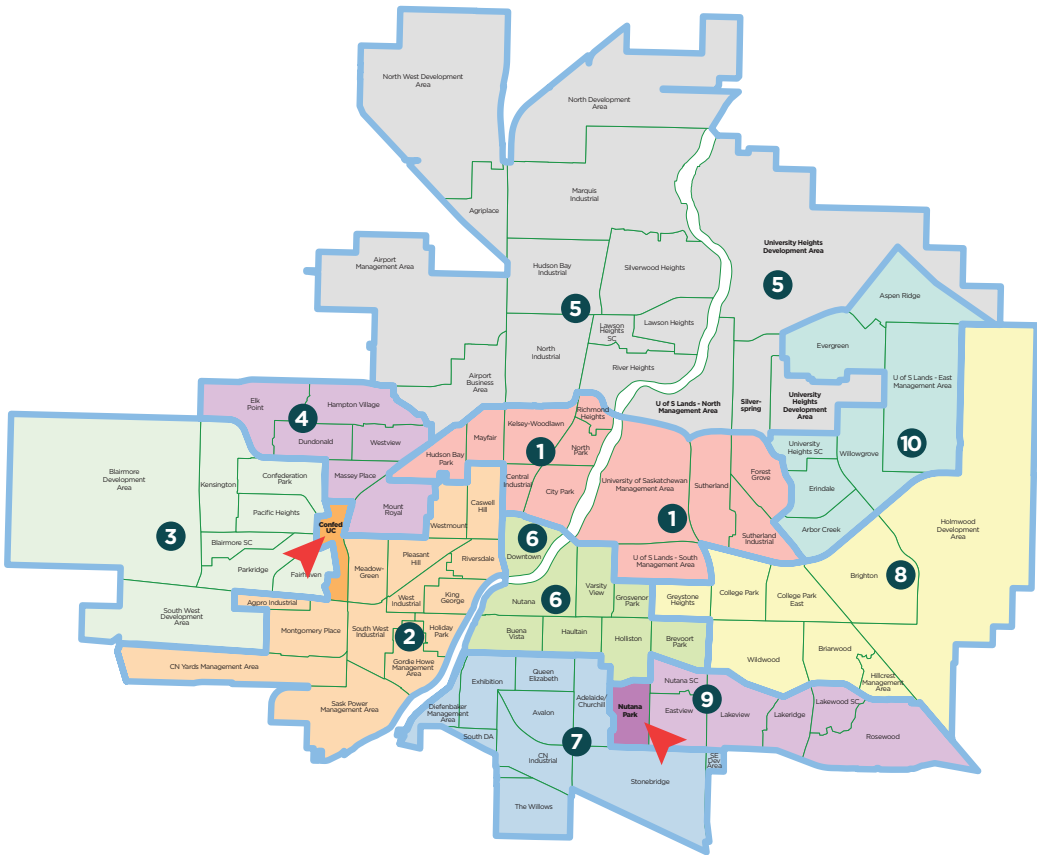 North West Development
Area
North Development
Area
Marquis
Industrial
Agriplace
University Heights
Development Area
Airport
Management Area
Hudson Bay
Industrial
Silverwood Heights
5
5
Aspen Ridge
Lawson
Heights
SC
Lawson Heights
North
Industrial
Evergreen
River Heights
Airport
Business
Area
U of S Lands - East
Management Area
U of S Lands - North
Management Area
Silver-
spring
University
Heights
Development
Area
Elk
Point
Hampton Village
4
Dundonald
Westview
Richmond
Heights
Kelsey-Woodlawn
Mayfair
1
North
Park
Hudson Bay
Park
University
Heights SC
Willowgrove
10
Blairmore
Development
Area
Kensington
Confederation
Park
Massey Place
Central
Industrial
City Park
University of Saskatchewan
Management Area
Sutherland
Forest
Grove
Erindale
Mount
Royal
Caswell
Hill
Pacific Heights
Confed
UC
Westmount
1
Arbor Creek
Holmwood
Development
Area
3
Blairmore SC
6
Downtown
Sutherland
Industrial
Parkridge
Fairhaven
Meadow-
Green
Pleasant
Hill
Riversdale
U of S Lands - South
Management Area
Brighton
8
Agpro Industrial
West
Industrial
King
George
Nutana
6
Varsity
View
Grosvenor
Park
Greystone
Heights
College Park
College Park
East
South West
Development
Area
Montgomery Place
South West
Industrial
2
Holiday
Park
Buena
Vista
Haultain
Holliston
Brevoort
Park
Briarwood
Wildwood
CN Yards Management Area
Gordie Howe
Management
Area
Exhibition
Queen
Elizabeth
Nutana SC
Hillcrest
Management
Area
Sask Power
Management Area
Diefenbaker
Management
Area
Avalon
Adelaide/
Churchill
Nutana
Park
Eastview
9
Lakeview
Lakeridge
Lakewood SC
Rosewood
South DA
7
CN
Industrial
SE
Dev
Area
Stonebridge
The Willows